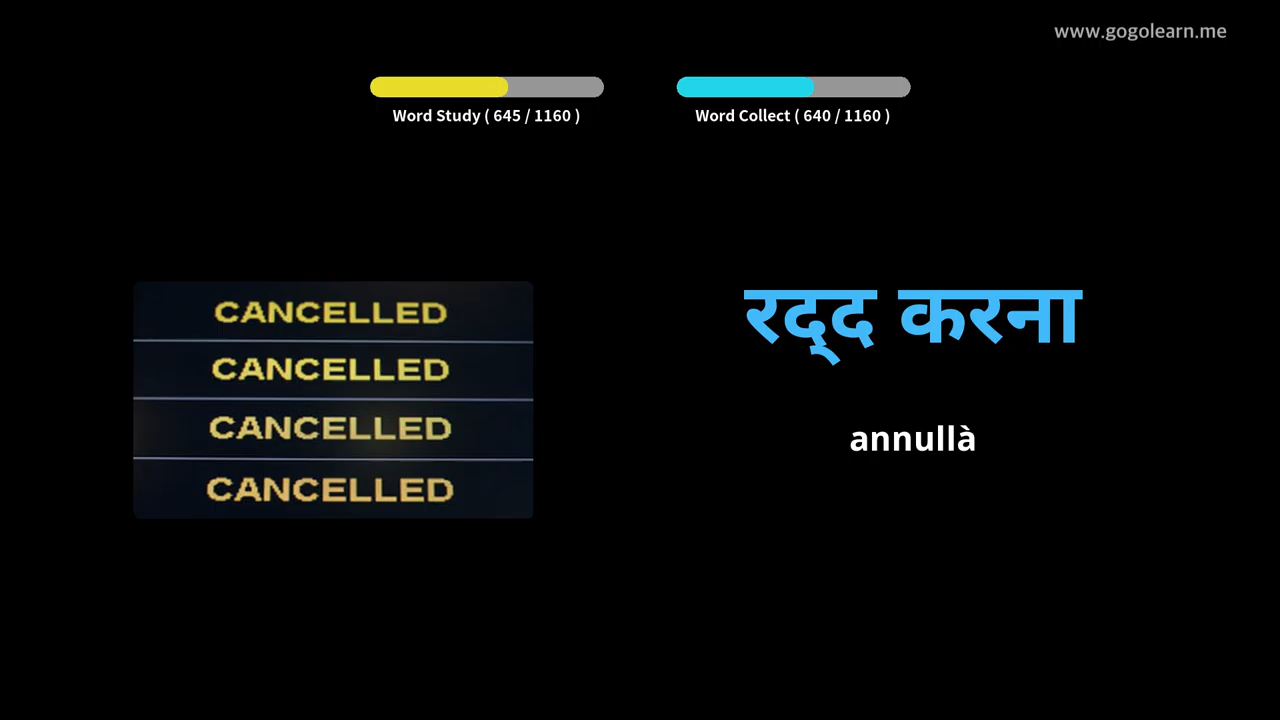 www.gogolearn.me
Word Study ( 645 / 1160 )
Word Collect ( 640 / 1160 )
CANCELLED
CANCELLED
CANCELLED
CANCELLED
रद्द करना
annullà